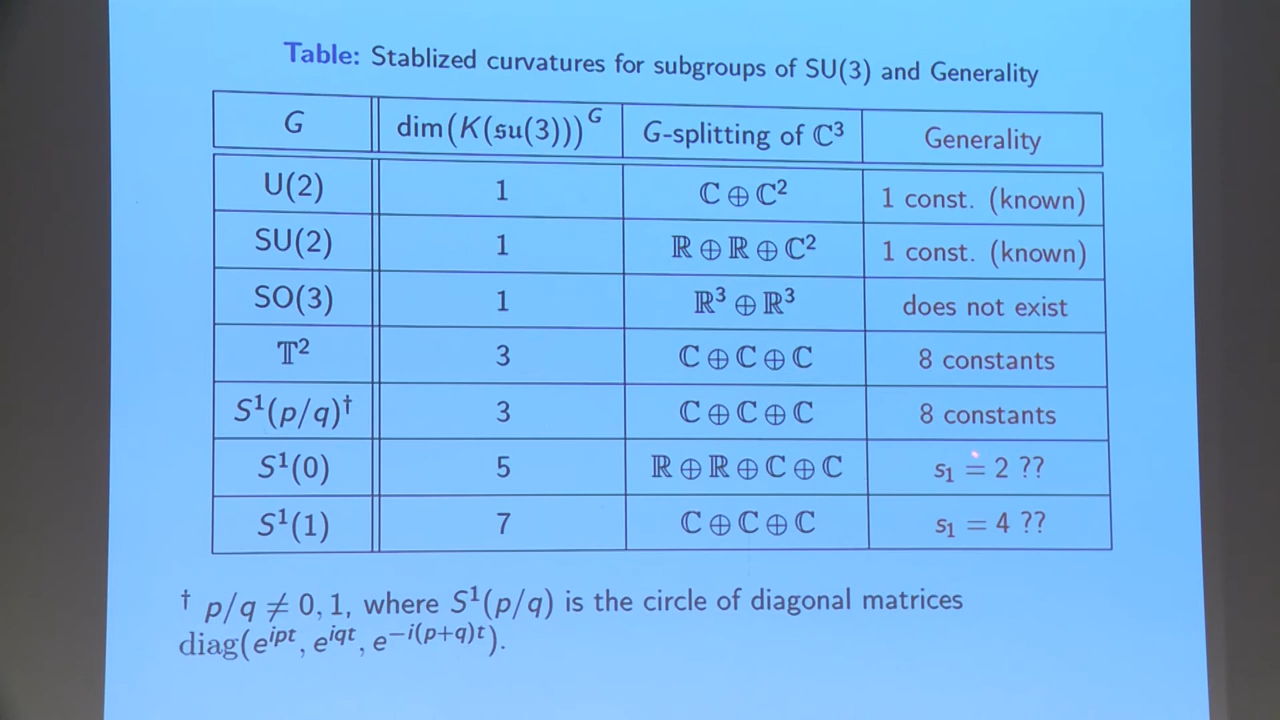 Table: Stablized curvatures for subgroups of SU(3) and Generality
G dim(K(𝔰𝔲(3)))^G G-splitting of ℂ³ Generality
U(2) 1 ℂ ⊕ ℂ² 1 const. (known)
SU(2) 1 ℝ ⊕ ℝ ⊕ ℂ² 1 const. (known)
SO(3) 1 ℝ³ ⊕ ℝ³ does not exist
𝕋² 3 ℂ ⊕ ℂ ⊕ ℂ 8 constants
S¹(p/q)† 3 ℂ ⊕ ℂ ⊕ ℂ 8 constants
S¹(0) 5 ℝ ⊕ ℝ ⊕ ℂ ⊕ ℂ s₁ = 2 ??
S¹(1) 7 ℂ ⊕ ℂ ⊕ ℂ s₁ = 4 ??
† p/q ≠ 0, 1, where S¹(p/q) is the circle of diagonal matrices
diag(e^{ipt}, e^{iqt}, e^{-i(p+q)t}).